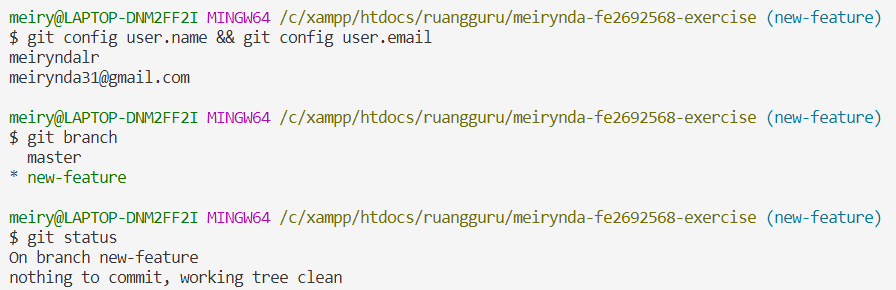 meiry@LAPTOP-DNM2FF2I MINGW64 /c/xampp/htdocs/ruangguru/meirynda-fe2692568-exercise (new-feature)
$ git config user.name && git config user.email
meiryndalr
meirynda31@gmail.com
meiry@LAPTOP-DNM2FF2I MINGW64 /c/xampp/htdocs/ruangguru/meirynda-fe2692568-exercise (new-feature)
$ git branch
  master
* new-feature
meiry@LAPTOP-DNM2FF2I MINGW64 /c/xampp/htdocs/ruangguru/meirynda-fe2692568-exercise (new-feature)
$ git status
On branch new-feature
nothing to commit, working tree clean